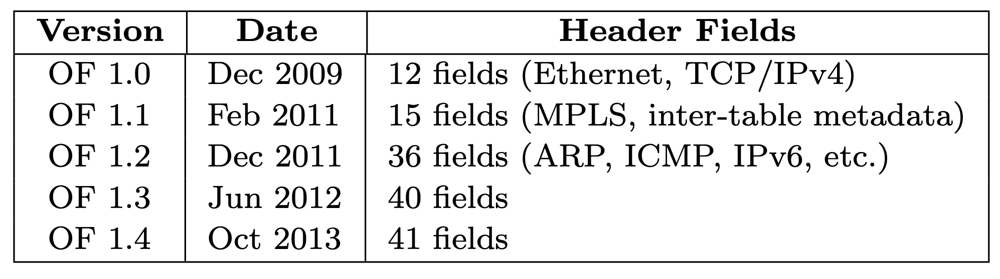 Version Date Header Fields
OF 1.0 Dec 2009 12 fields (Ethernet, TCP/IPv4)
OF 1.1 Feb 2011 15 fields (MPLS, inter-table metadata)
OF 1.2 Dec 2011 36 fields (ARP, ICMP, IPv6, etc.)
OF 1.3 Jun 2012 40 fields
OF 1.4 Oct 2013 41 fields